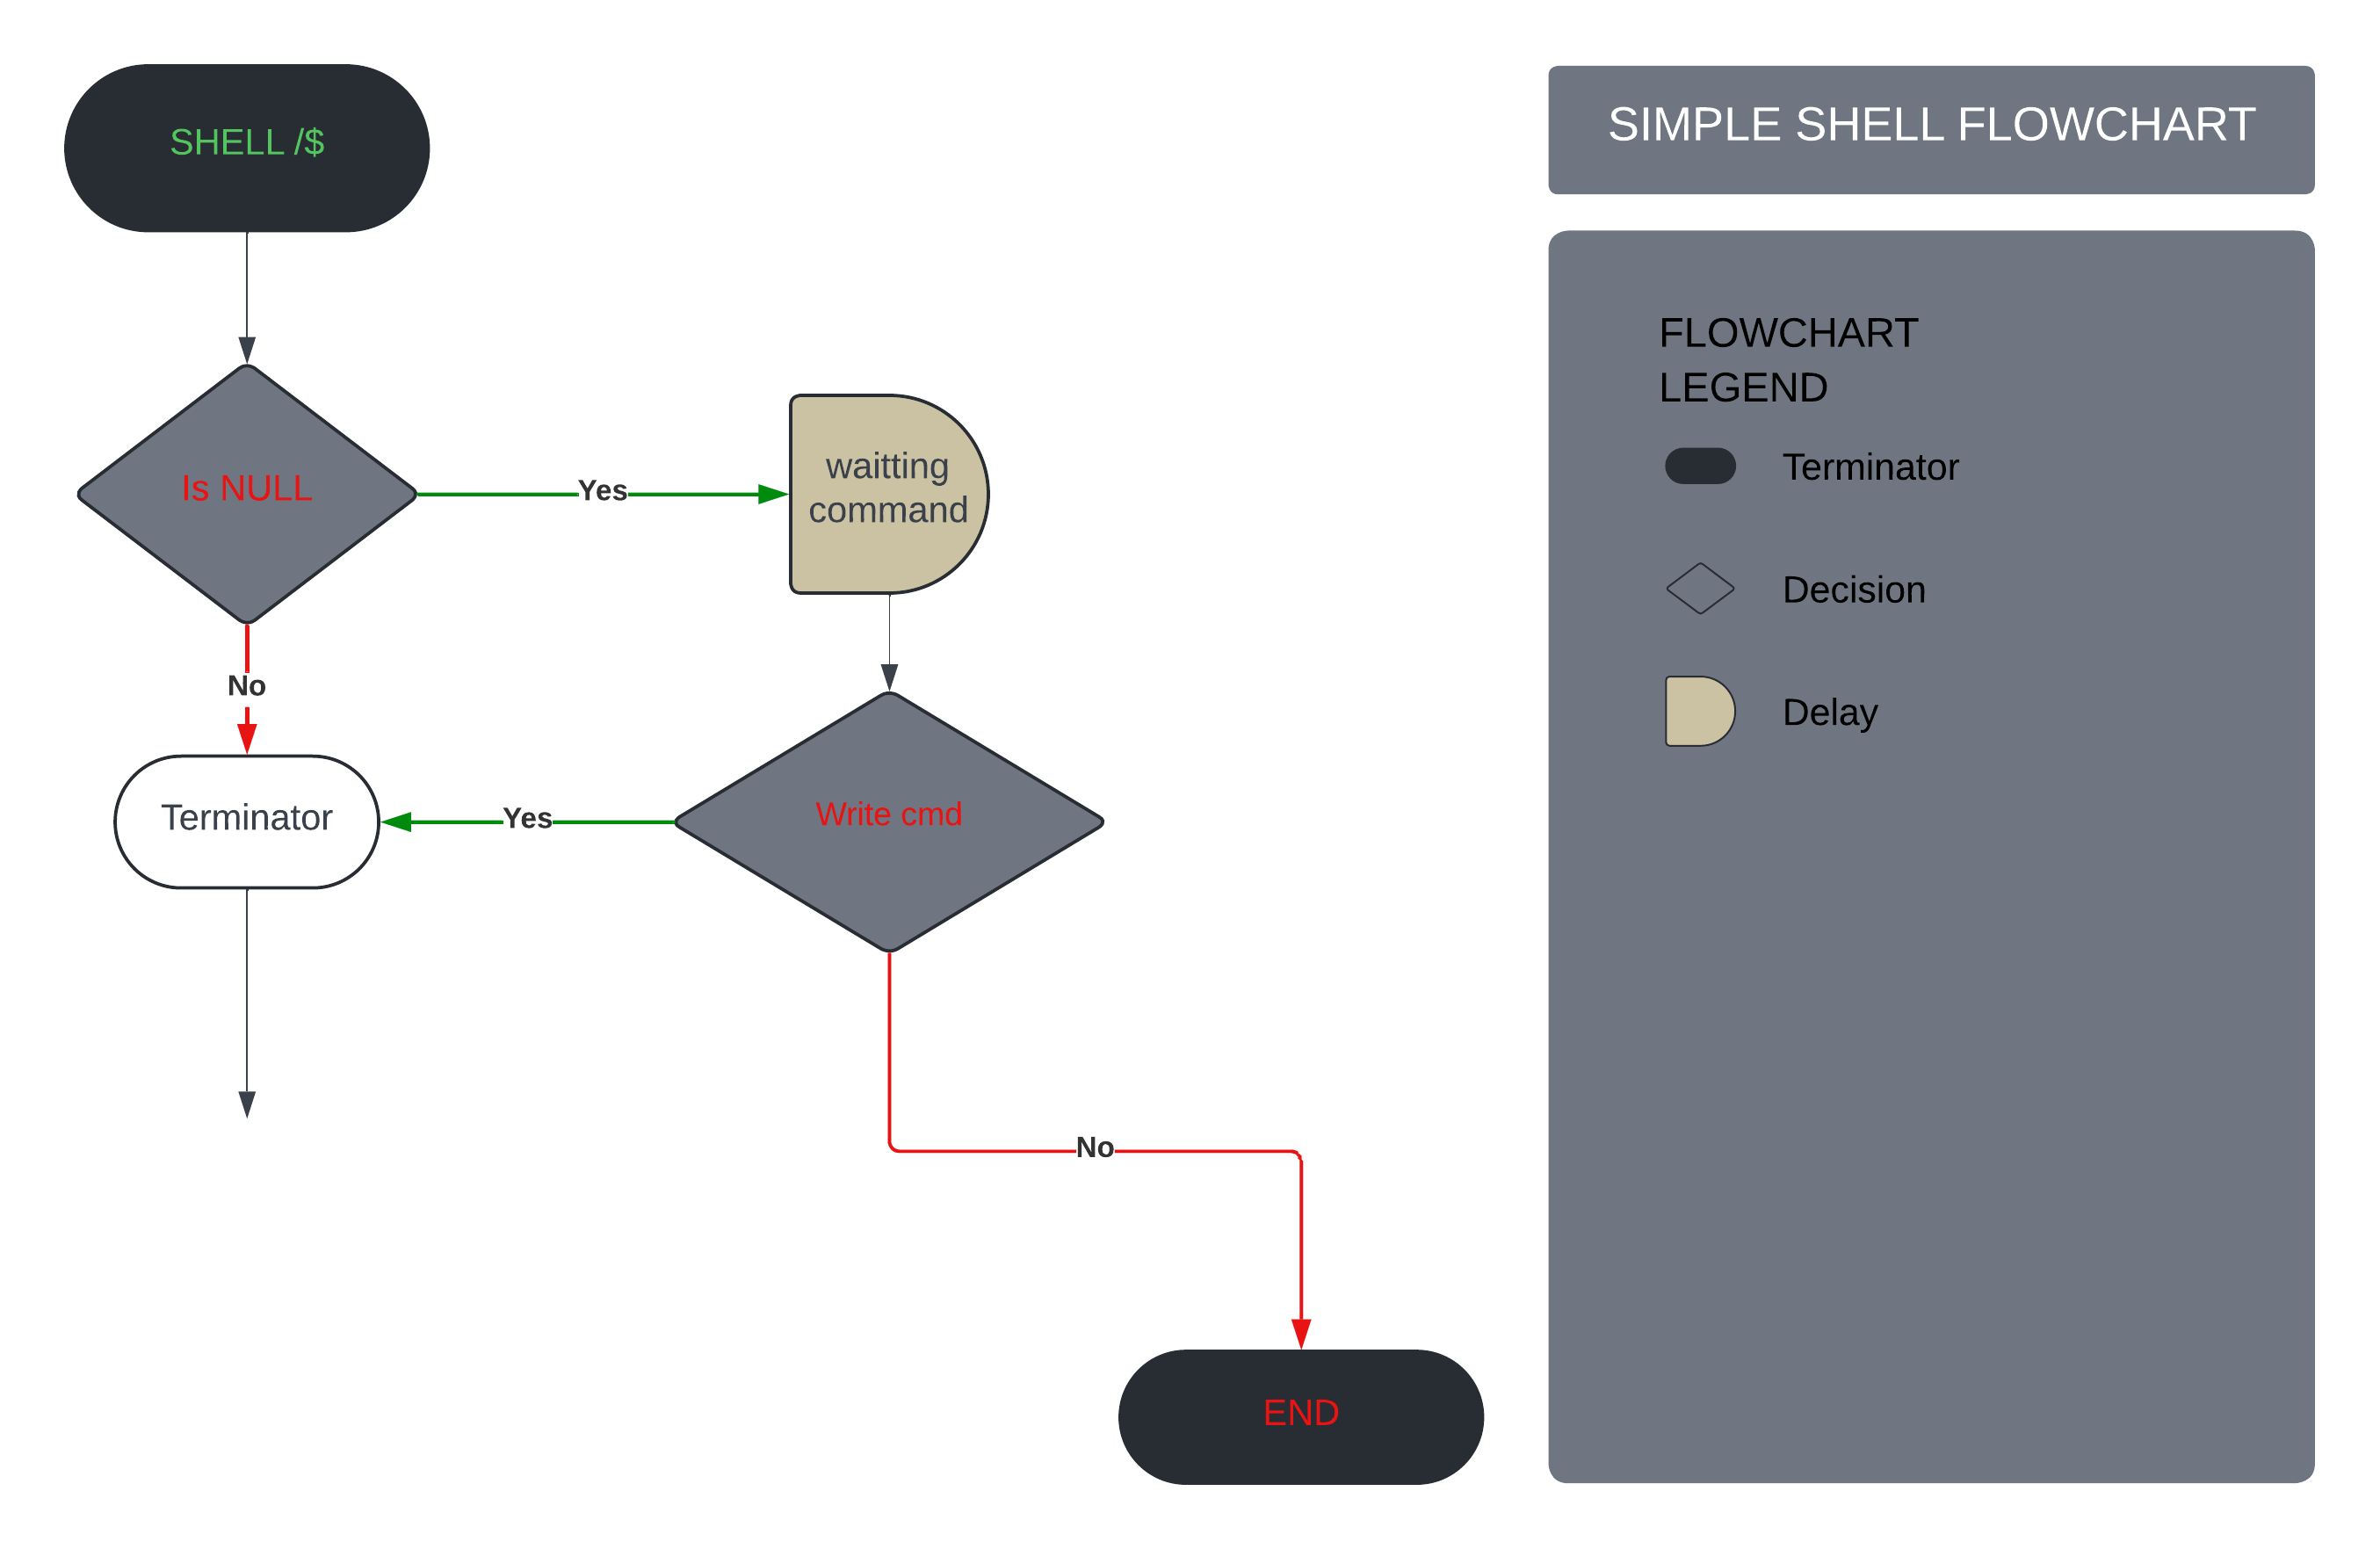 SHELL /$
SIMPLE SHELL FLOWCHART
FLOWCHART
LEGEND
Is NULL
Yes
waitting
command
Terminator
Decision
No
Delay
Terminator
Yes
Write cmd
No
END